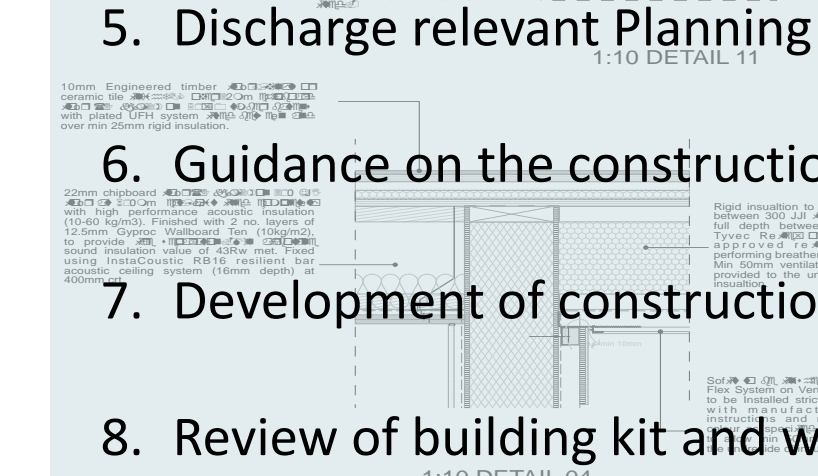 5. Discharge relevant Planning
1:10 DETAIL 11
10mm Engineered timber
ceramic tile
with plated UFH system
over min 25mm rigid insulation.
6. Guidance on the constructio
22mm chipboard
with high performance acoustic insulation
(10-60 kg/m3). Finished with 2 no. layers of
12.5mm Gyproc Wallboard Ten (10kg/m2),
to provide
sound insulation value of 43Rw met. Fixed
using InstaCoustic RB16 resilient bar
acoustic ceiling system (16mm depth) at
400mm crt.
Rigid insualtion to
between 300 JJI
full depth betwee
Tyvec
approved
performing breather
Min 50mm ventilat
provided to the un
insualtion.
7. Development of constructio
min 10mm
Flex System on Ven
to be Installed stric
with manufact
instructions and
8. Review of building kit and w
1:10 DETAIL 04